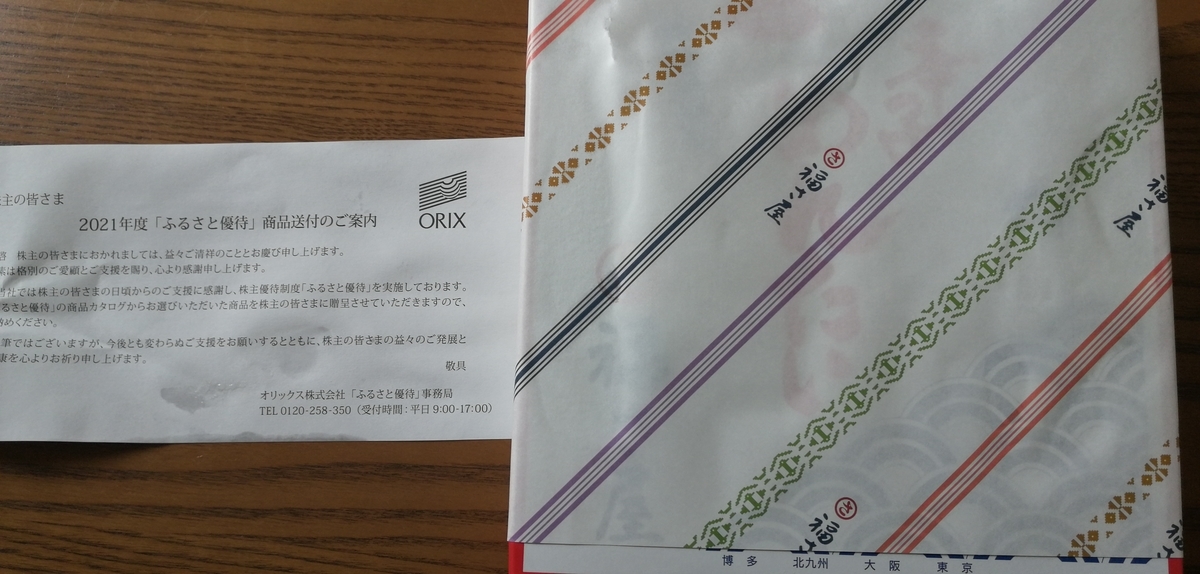 株主の皆さま
ORIX
2021年度「ふるさと優待」商品送付のご案内
啓 株主の皆さまにおかれましては、益々ご清祥のこととお慶び申し上げます。
素は格別のご愛顧とご支援を賜り、心より感謝申し上げます。
当社では株主の皆さまの日頃からのご支援に感謝し、株主優待制度「ふるさと優待」を実施しております。
るさと優待」の商品カタログからお選びいただいた商品を株主の皆さまに贈呈させていただきますので、
納めください。
筆ではございますが、今後とも変わらぬご支援をお願いするとともに、株主の皆さまの益々のご発展と
康を心よりお祈り申し上げます。
敬具
オリックス株式会社「ふるさと優待」事務局
TEL 0120-258-350（受付時間：平日 9:00-17:00）
福さ屋
福さ屋
福さ
福
博多 北九州 大阪 東京